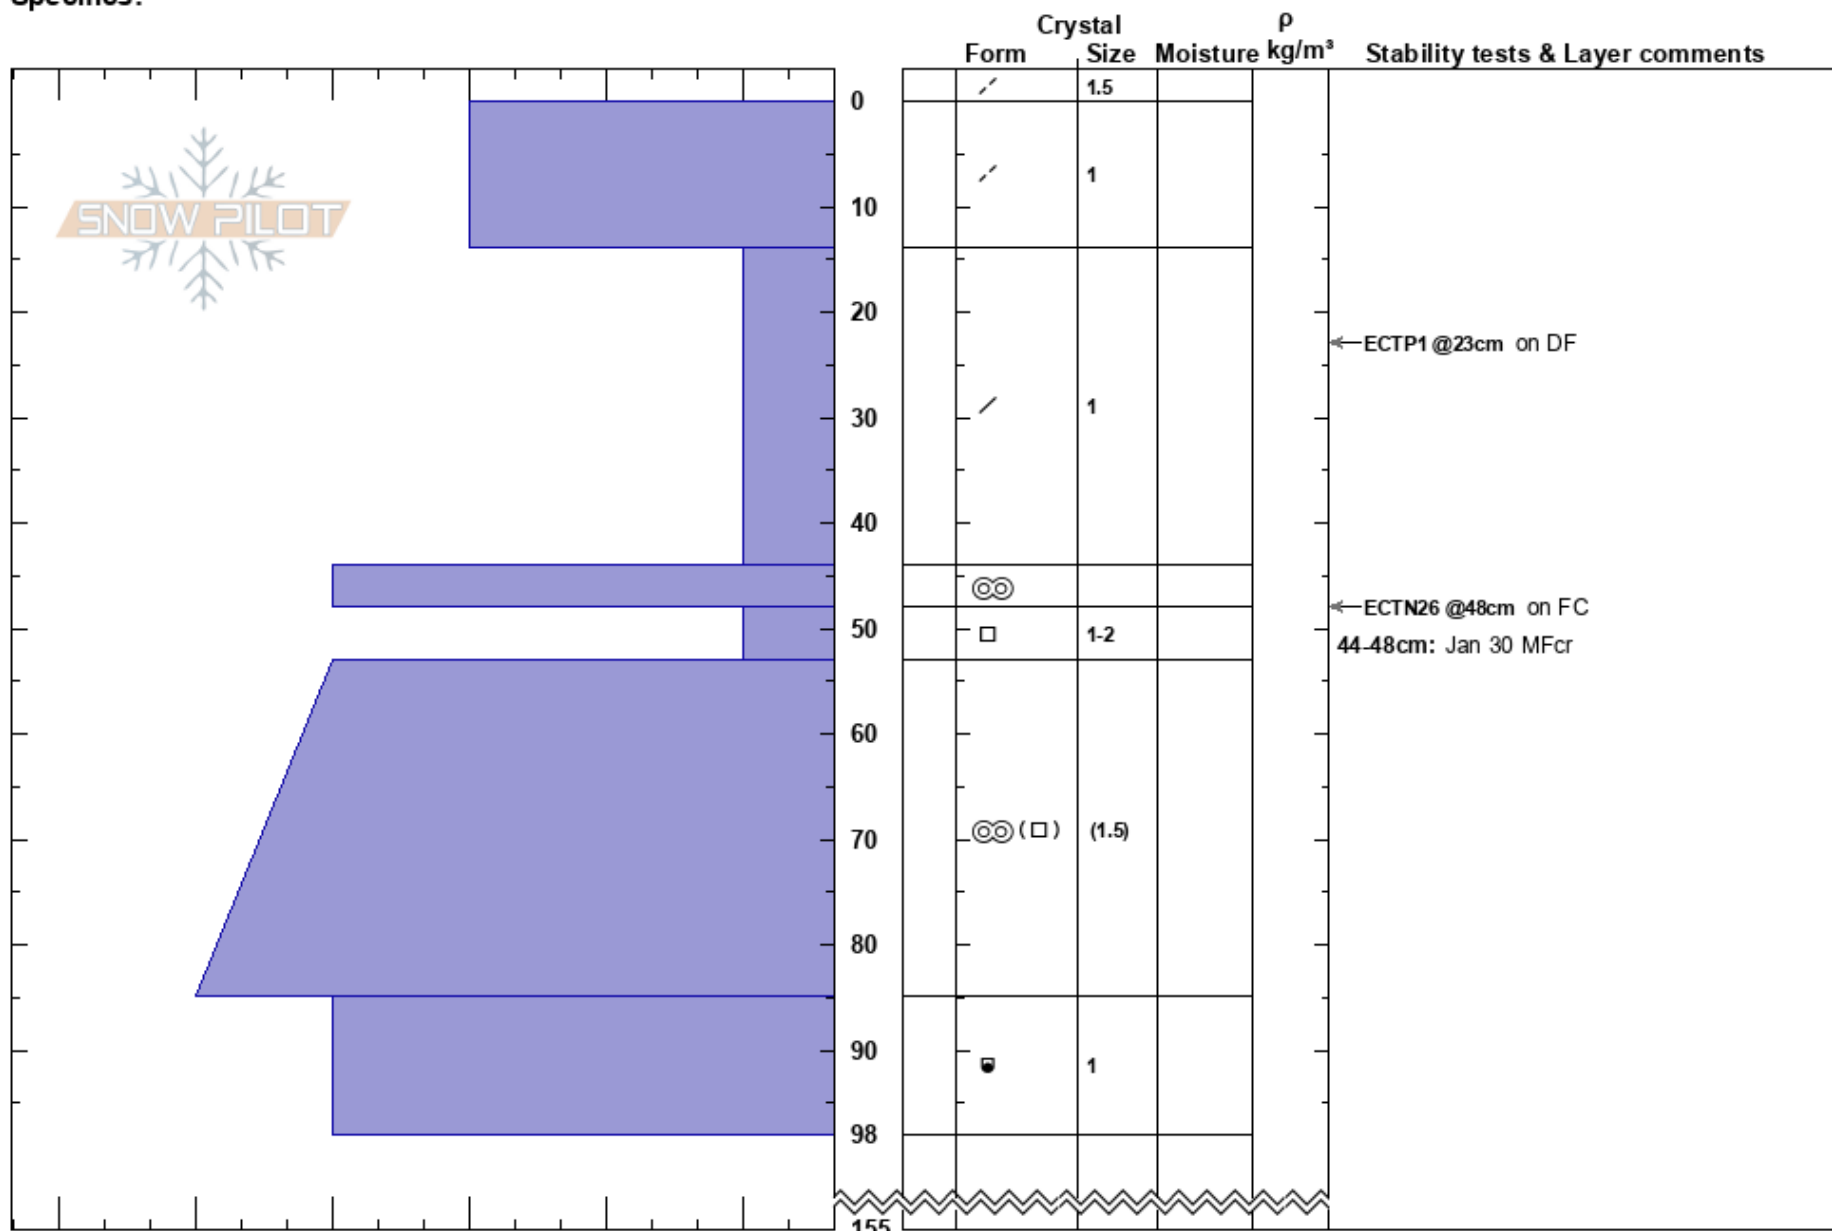 Specifics:
Crystal ρ
Form Size Moisture kg/m³ Stability tests & Layer comments
1.5
0
SNOW PILOT
1
10
20
ECTP1 @23cm on DF
1
30
40
ECTN26 @48cm on FC
50 1-2
44-48cm: Jan 30 MFcr
60
70 ( ) (1.5)
80
90 1
98
155